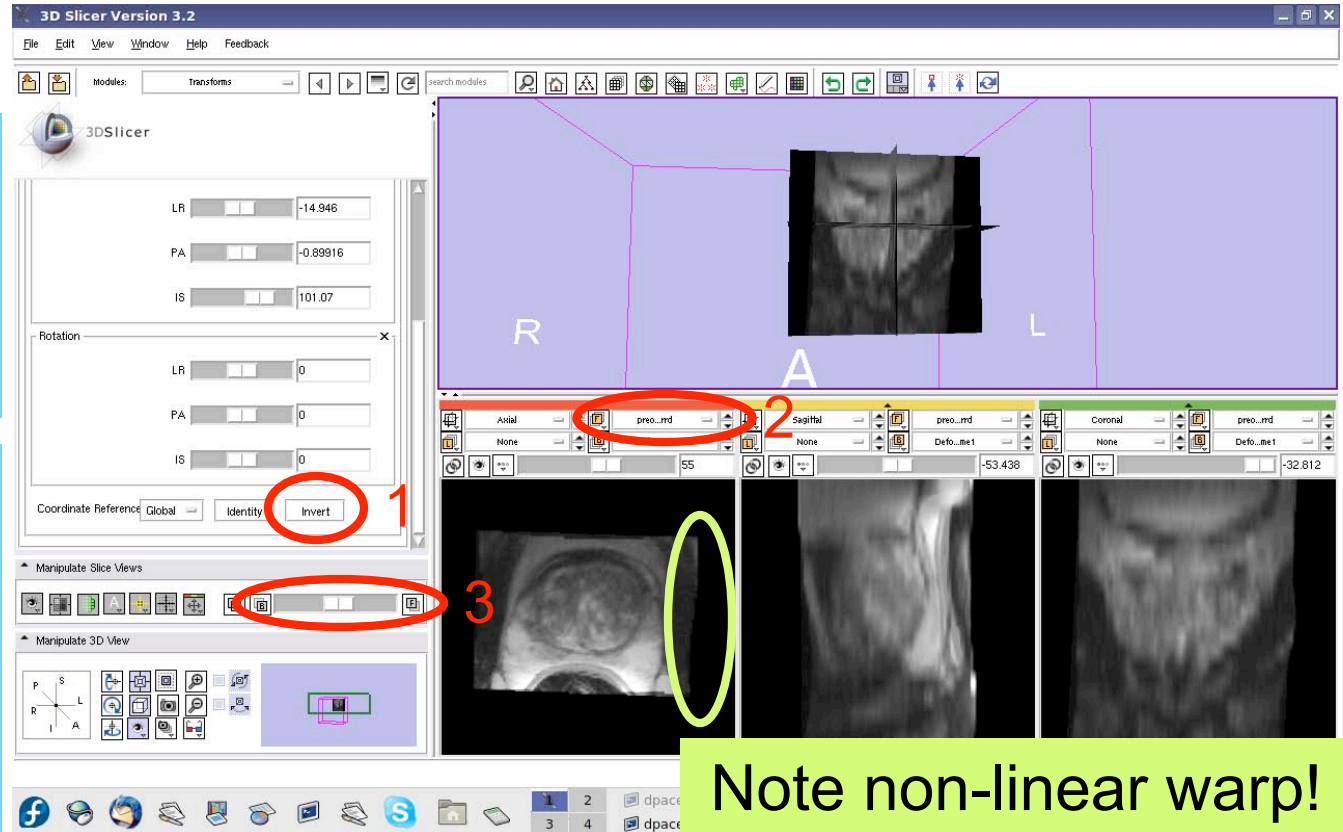 3D Slicer Version 3.2
File Edit View Window Help Feedback
Modules: Transforms search modules
3DSlicer
LR -14.946
PA -0.89916
IS 101.07
Rotation
LR 0
PA 0
IS 0
Coordinate Reference Global Identity Invert 1
Manipulate Slice Views
3
Manipulate 3D View
P S
R L
I A
R A L
Axial F preo...rrd 2
L None B
55
Sagittal F preo...rrd
L None B Defo...me1
-53.438
Coronal F preo...rrd
L None B Defo...me1
-32.812
Note non-linear warp!
1 2 dpace
3 4 dpace